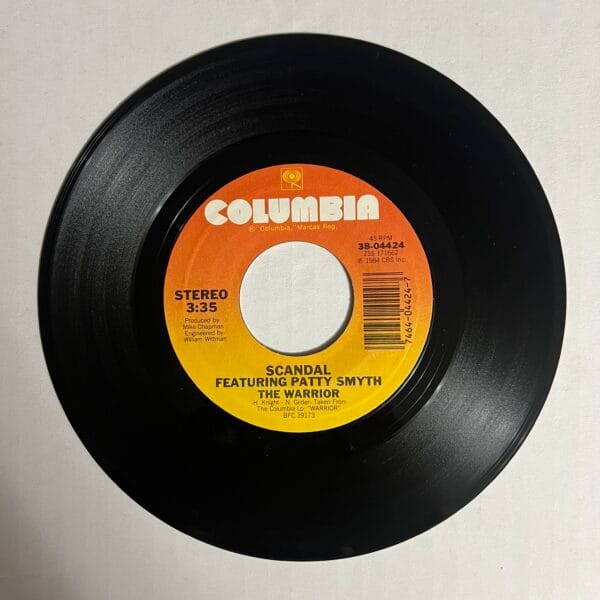 COLUMBIA
® "Columbia," Marcas Reg.
45 RPM
38-04424
ZSS 171662
℗ 1984 CBS Inc.
STEREO
3:35
Produced by
Mike Chapman
Engineered by
William Wittman
7464-04424-7
SCANDAL
FEATURING PATTY SMYTH
THE WARRIOR
-H. Knight - N. Gilder- Taken From
The Columbia Lp: "WARRIOR"
BFC 39173